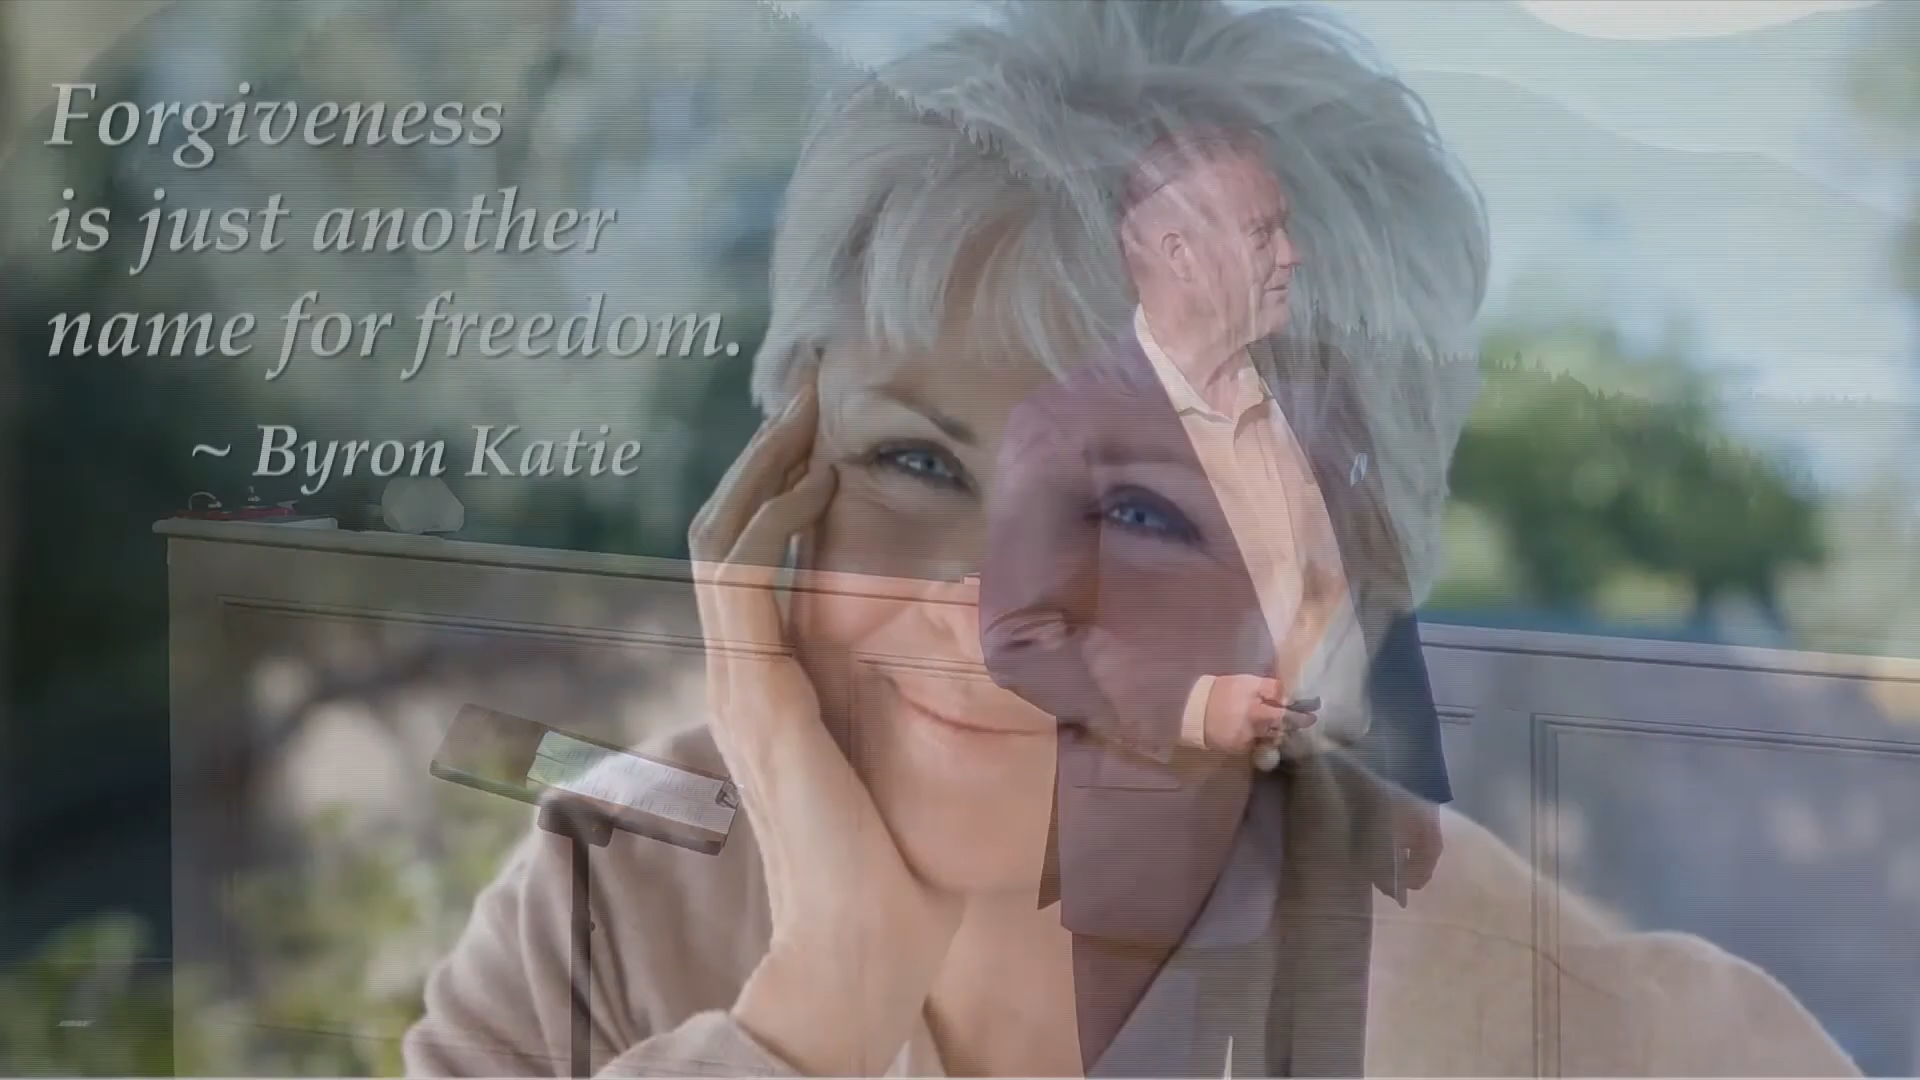 Forgiveness
is just another
name for freedom.
~ Byron Katie